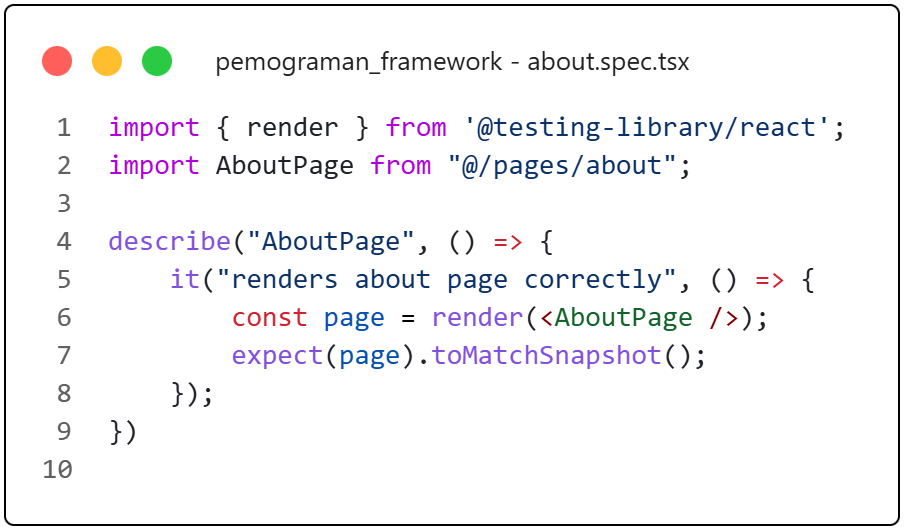 pemograman_framework - about.spec.tsx
1 import { render } from '@testing-library/react';
2 import AboutPage from "@/pages/about";
3
4 describe("AboutPage", () => {
5     it("renders about page correctly", () => {
6         const page = render(<AboutPage />);
7         expect(page).toMatchSnapshot();
8     });
9 })
10